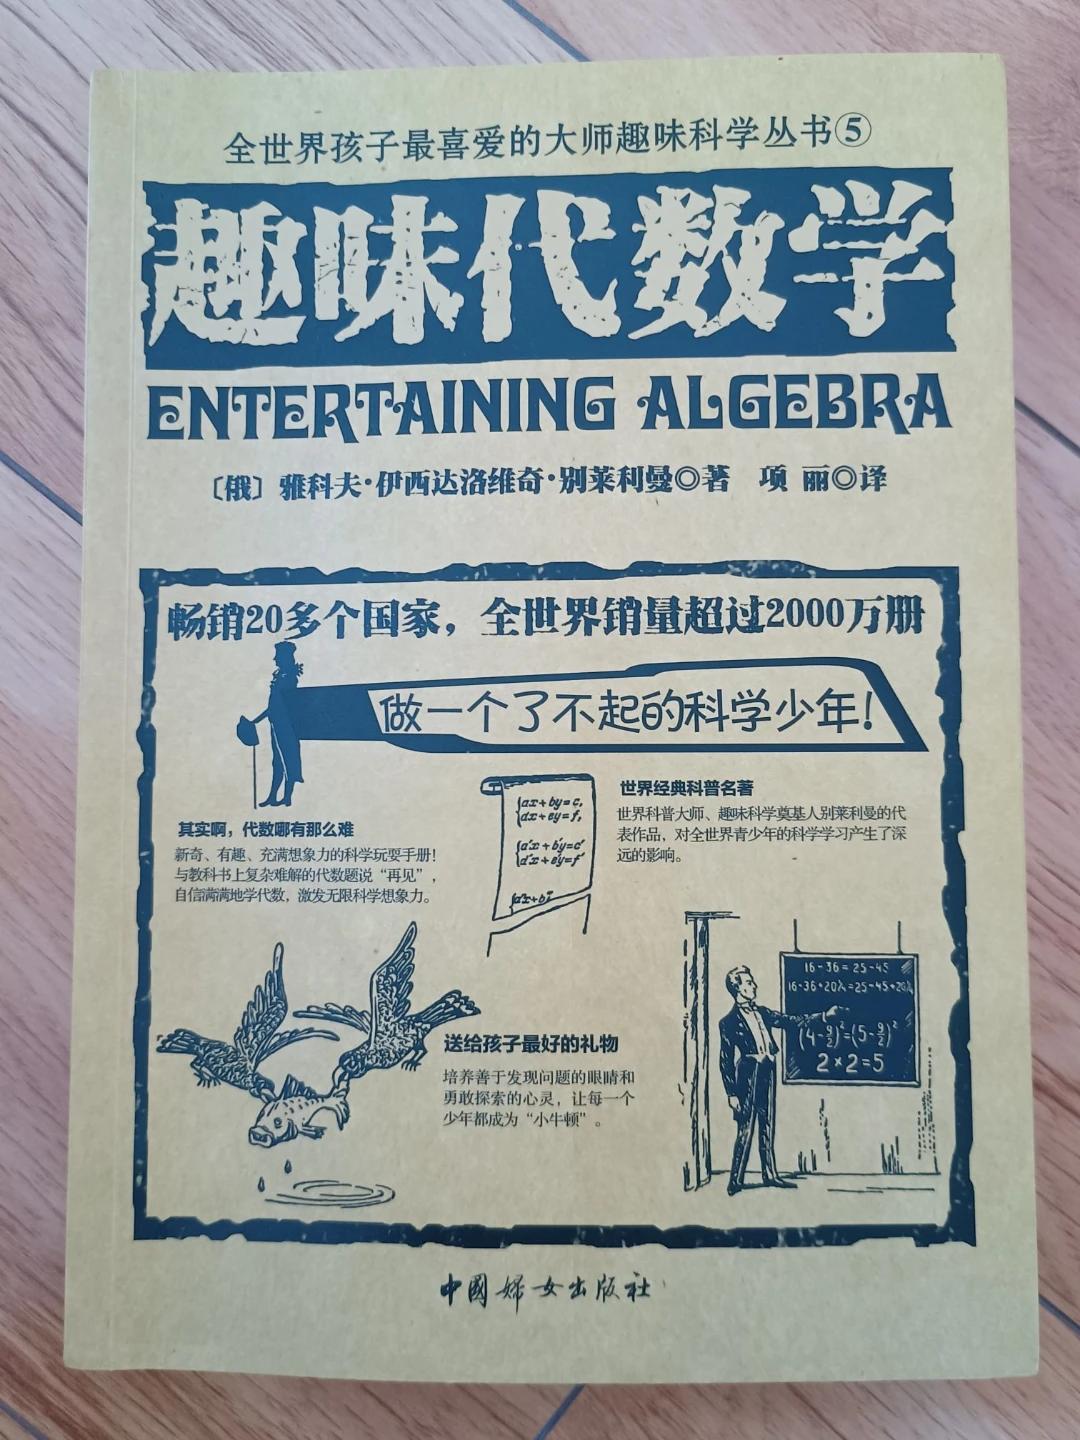 全世界孩子最喜爱的大师趣味科学丛书⑤
趣味代数学
ENTERTAINING ALGEBRA
〔俄〕雅科夫·伊西达洛维奇·别莱利曼◎著 项 丽◎译
畅销20多个国家，全世界销量超过2000万册
做一个了不起的科学少年！
其实啊，代数哪有那么难
新奇、有趣、充满想象力的科学玩耍手册！
与教科书上复杂难解的代数题说“再见”，
自信满满地学代数，激发无限科学想象力。
ax+by=c,
dx+ey=f,
a'x+b'y=c'
d'x+e'y=f'
世界经典科普名著
世界科普大师、趣味科学奠基人别莱利曼的代
表作品，对全世界青少年的科学学习产生了深
远的影响。
送给孩子最好的礼物
培养善于发现问题的眼睛和
勇敢探索的心灵，让每一个
少年都成为“小牛顿”。
16-36=25-45
(4-9/2)²=(5-9/2)²
2×2=5
中国妇女出版社